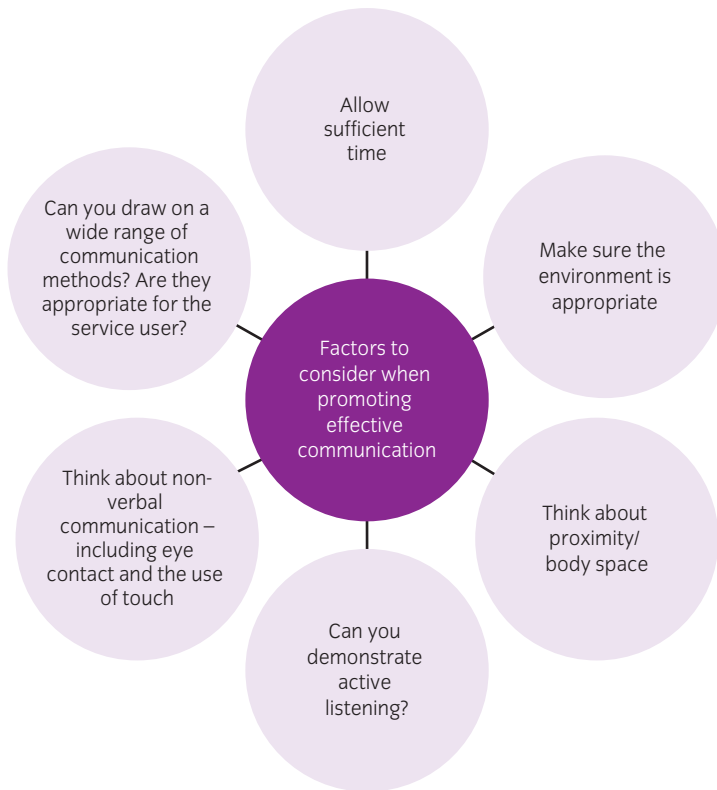 Allow
sufficient
time
Make sure the
environment is
appropriate
Think about
proximity/
body space
Can you
demonstrate
active
listening?
Think about non-
verbal
communication –
including eye
contact and the use
of touch
Can you draw on a
wide range of
communication
methods? Are they
appropriate for the
service user?
Factors to
consider when
promoting
effective
communication